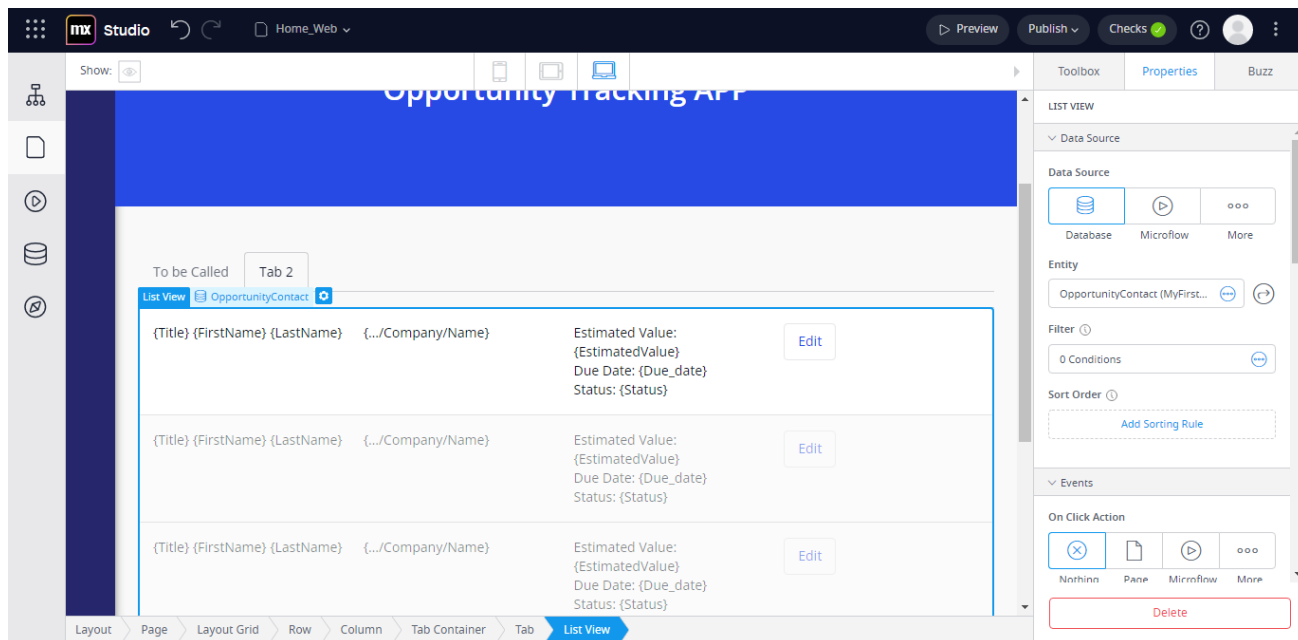 mx Studio Home_Web Preview Publish Checks
Show:
Toolbox Properties Buzz
Opportunity Tracking APP
LIST VIEW
Data Source
Data Source
Database Microflow More
Entity
OpportunityContact (MyFirst...
Filter
0 Conditions
Sort Order
Add Sorting Rule
Events
On Click Action
Nothing Page Microflow More
Delete
To be Called Tab 2
List View OpportunityContact
{Title} {FirstName} {LastName} {.../Company/Name} Estimated Value:
{EstimatedValue}
Due Date: {Due_date}
Status: {Status}
Edit
{Title} {FirstName} {LastName} {.../Company/Name} Estimated Value:
{EstimatedValue}
Due Date: {Due_date}
Status: {Status}
Edit
{Title} {FirstName} {LastName} {.../Company/Name} Estimated Value:
{EstimatedValue}
Due Date: {Due_date}
Status: {Status}
Edit
Layout Page Layout Grid Row Column Tab Container Tab List View